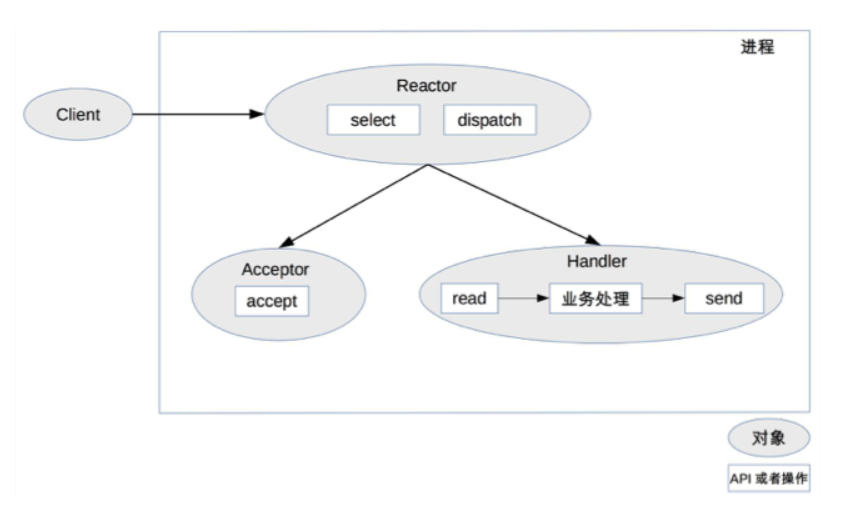 进程
Reactor
Client
select
dispatch
Acceptor
accept
Handler
read
业务处理
send
对象
API 或者操作